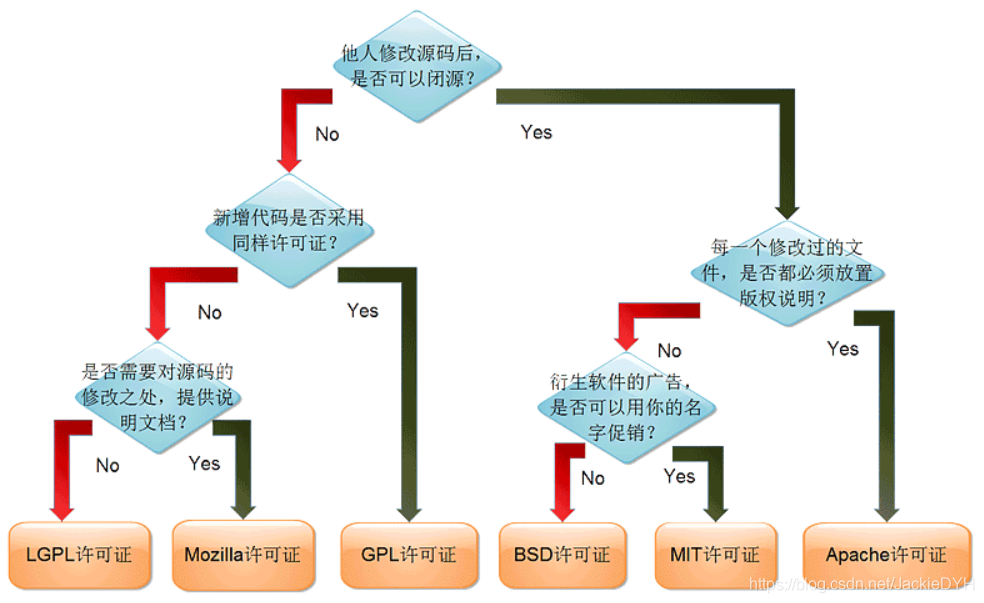 他人修改源码后，
是否可以闭源？
No
Yes
新增代码是否采用
同样许可证？
每一个修改过的文
件，是否都必须放置
版权说明？
No
Yes
No
Yes
是否需要对源码的
修改之处，提供说
明文档？
衍生软件的广告，
是否可以用你的名
字促销？
No
Yes
No
Yes
LGPL许可证
Mozilla许可证
GPL许可证
BSD许可证
MIT许可证
Apache许可证
https://blog.csdn.net/JackieDYH